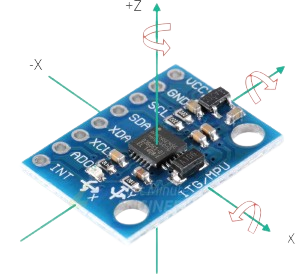 +Z
-X
VCC
GND
SCL
SDA
XDA
XCL
ADO
INT
ITG/MPU
X
Y
X